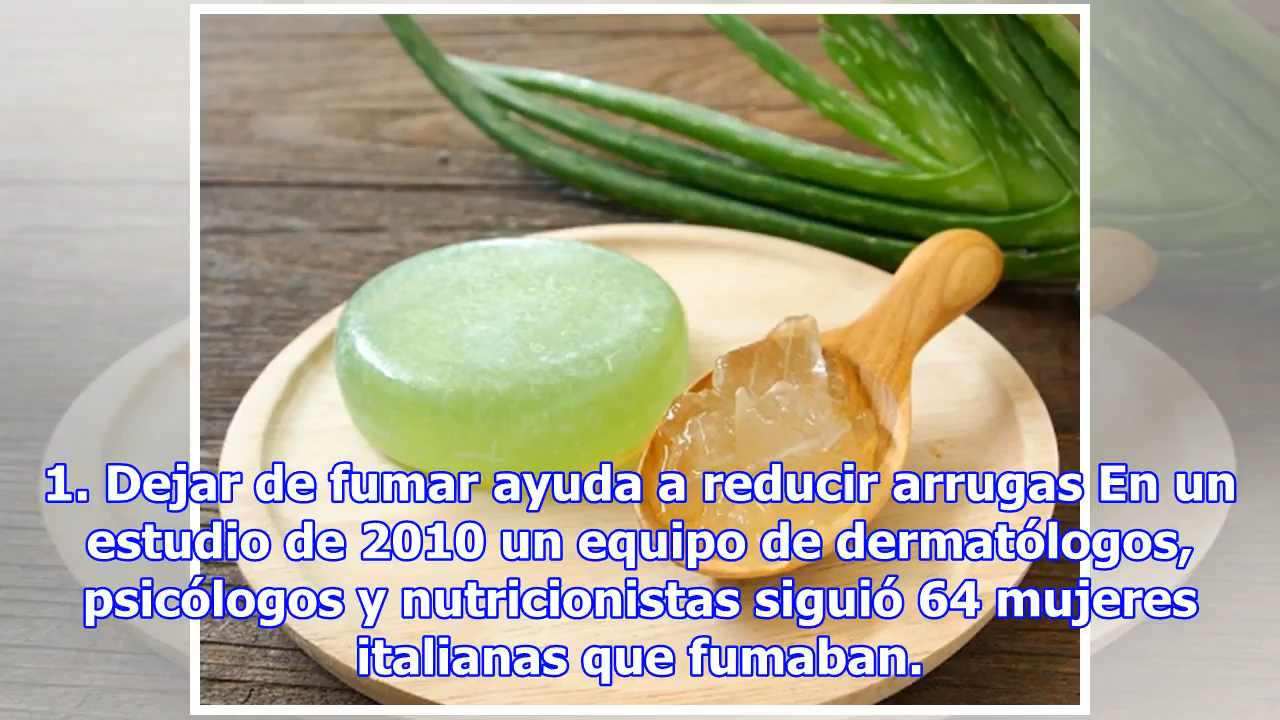 1. Dejar de fumar ayuda a reducir arrugas En un
estudio de 2010 un equipo de dermatólogos,
psicólogos y nutricionistas siguió 64 mujeres
italianas que fumaban.